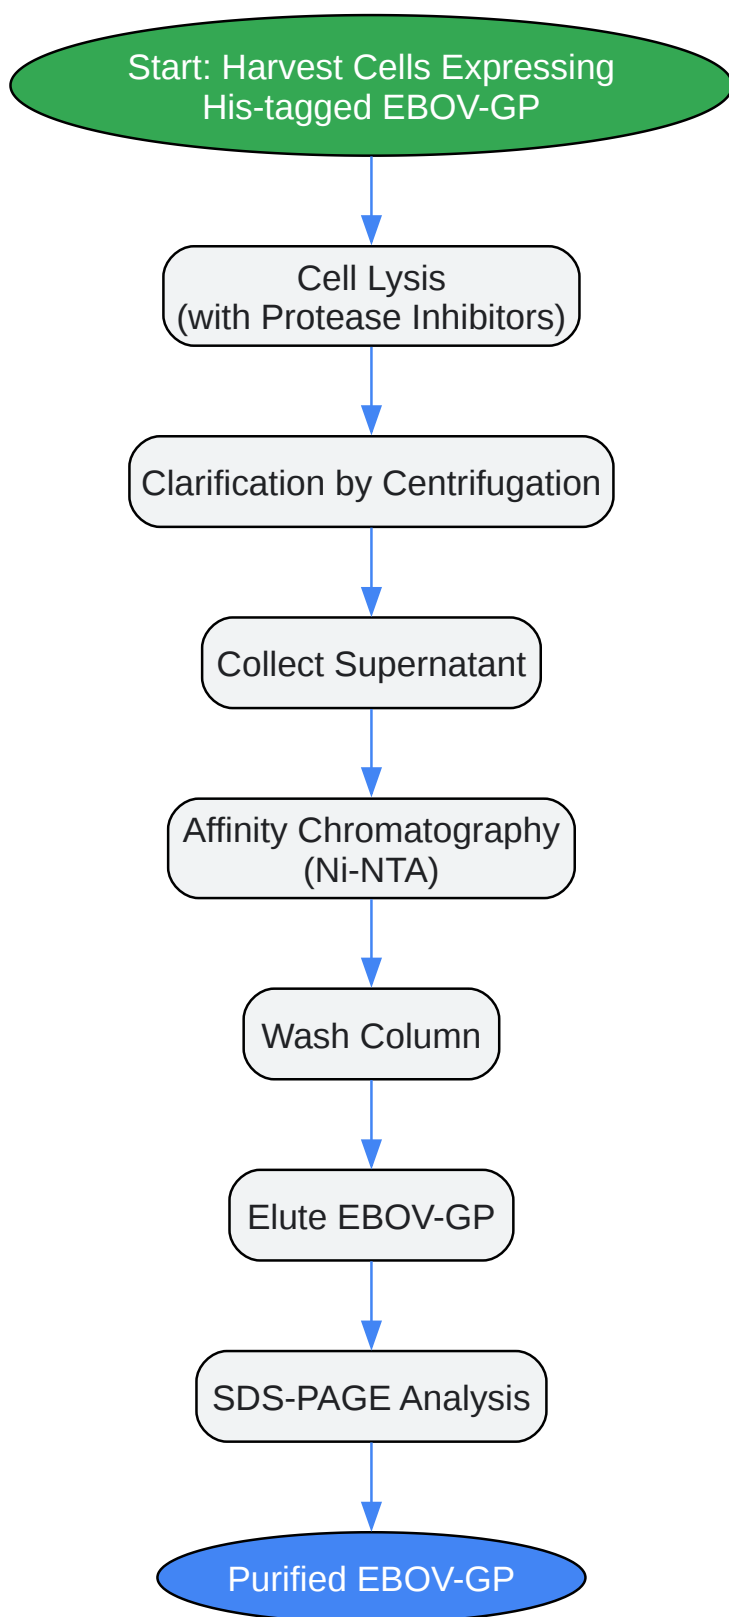 Start: Harvest Cells Expressing
His-tagged EBOV-GP
Cell Lysis
(with Protease Inhibitors)
Clarification by Centrifugation
Collect Supernatant
Affinity Chromatography
(Ni-NTA)
Wash Column
Elute EBOV-GP
SDS-PAGE Analysis
Purified EBOV-GP